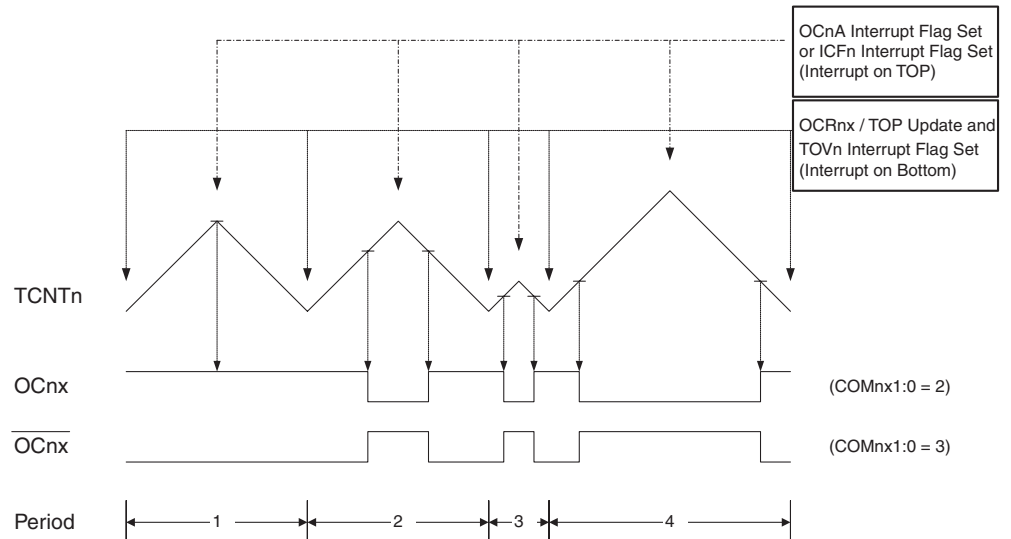 OCnA Interrupt Flag Set
or ICFn Interrupt Flag Set
(Interrupt on TOP)
OCRnx / TOP Update and
TOVn Interrupt Flag Set
(Interrupt on Bottom)
TCNTn
OCnx
(COMnx1:0 = 2)
OCnx
(COMnx1:0 = 3)
Period
1
2
3
4